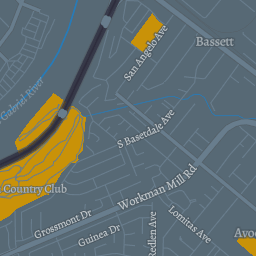 San Angelo Ave
Bassett
Gabriel River
S Basetdale Ave
Country Club
Workman Mill Rd
Grossmont Dr
Lomitas Ave
Redlen Ave
Guinea Dr